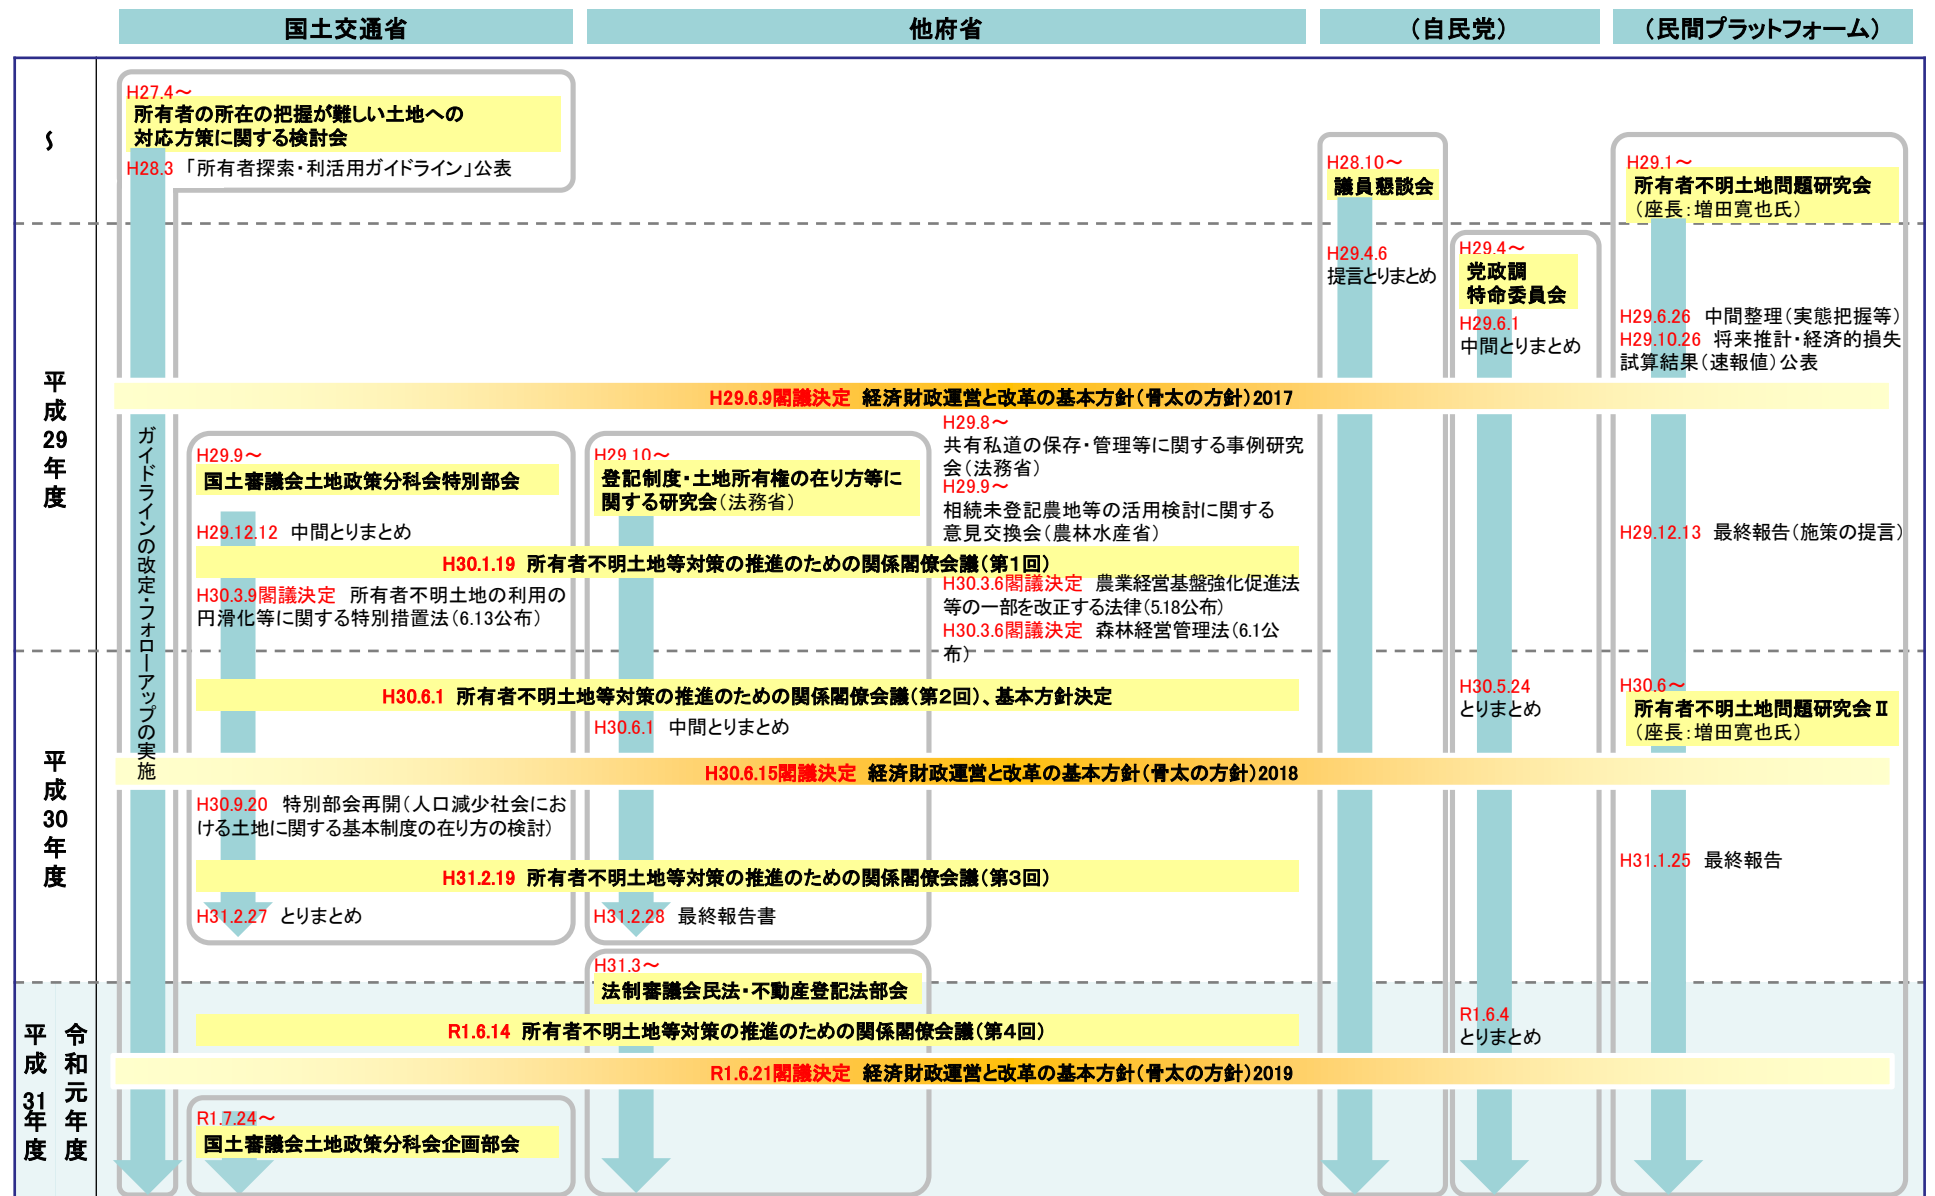 国土交通省
他府省
（自民党）
（民間プラットフォーム）
～
H27.4～
所有者の所在の把握が難しい土地への
対応方策に関する検討会
H28.3 「所有者探索・利活用ガイドライン」公表
H28.10～
議員懇談会
H29.1～
所有者不明土地問題研究会
（座長：増田寛也氏）
平成29年度
H29.4.6
提言とりまとめ
H29.4～
党政調
特命委員会
H29.6.1
中間とりまとめ
H29.6.26 中間整理（実態把握等）
H29.10.26 将来推計・経済的損失
試算結果（速報値）公表
H29.6.9閣議決定 経済財政運営と改革の基本方針（骨太の方針）2017
ガイドラインの改定・フォローアップの実施
H29.9～
国土審議会土地政策分科会特別部会
H29.12.12 中間とりまとめ
H29.10～
登記制度・土地所有権の在り方等に
関する研究会（法務省）
H29.8～
共有私道の保存・管理等に関する事例研究
会（法務省）
H29.9～
相続未登記農地等の活用検討に関する
意見交換会（農林水産省）
H29.12.13 最終報告（施策の提言）
H30.1.19 所有者不明土地等対策の推進のための関係閣僚会議（第１回）
H30.3.9閣議決定 所有者不明土地の利用の
円滑化等に関する特別措置法（6.13公布）
H30.3.6閣議決定 農業経営基盤強化促進法
等の一部を改正する法律（5.18公布）
H30.3.6閣議決定 森林経営管理法（6.1公
布）
平成30年度
H30.6.1 所有者不明土地等対策の推進のための関係閣僚会議（第２回）、基本方針決定
H30.6.1 中間とりまとめ
H30.5.24
とりまとめ
H30.6～
所有者不明土地問題研究会Ⅱ
（座長：増田寛也氏）
H30.6.15閣議決定 経済財政運営と改革の基本方針（骨太の方針）2018
H30.9.20 特別部会再開（人口減少社会にお
ける土地に関する基本制度の在り方の検討）
H31.1.25 最終報告
H31.2.19 所有者不明土地等対策の推進のための関係閣僚会議（第３回）
H31.2.27 とりまとめ
H31.2.28 最終報告書
H31.3～
法制審議会民法・不動産登記法部会
平成31年度
令和元年度
R1.6.14 所有者不明土地等対策の推進のための関係閣僚会議（第４回）
R1.6.4
とりまとめ
R1.6.21閣議決定 経済財政運営と改革の基本方針（骨太の方針）2019
R1.7.24～
国土審議会土地政策分科会企画部会